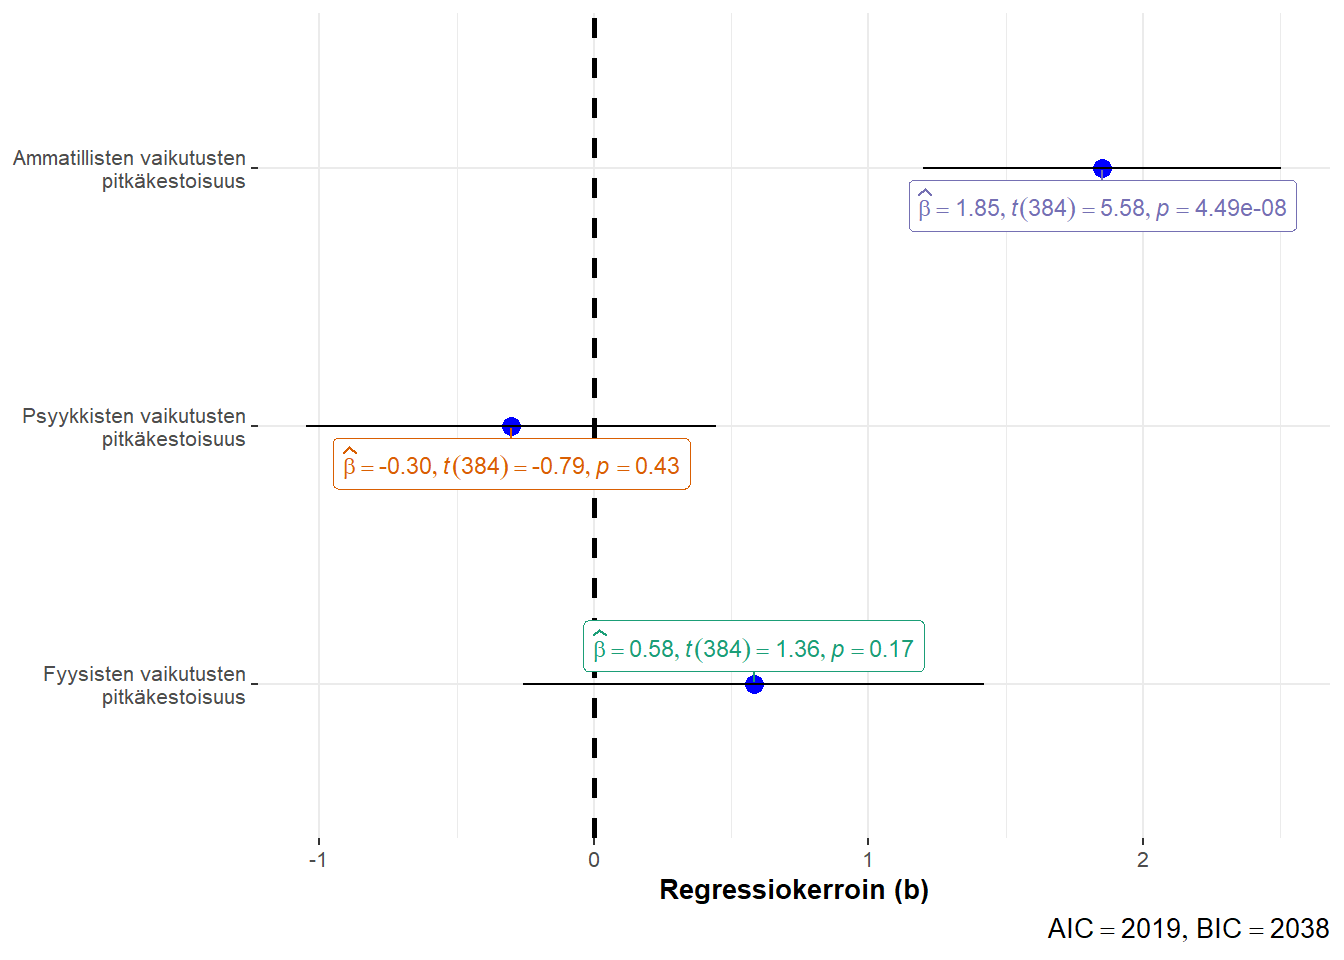 Ammatillisten vaikutusten
pitkäkestoisuus
β̂ = 1.85, t(384) = 5.58, p = 4.49e-08
Psyykkisten vaikutusten
pitkäkestoisuus
β̂ = -0.30, t(384) = -0.79, p = 0.43
β̂ = 0.58, t(384) = 1.36, p = 0.17
Fyysisten vaikutusten
pitkäkestoisuus
-1 0 1 2
Regressiokerroin (b)
AIC = 2019, BIC = 2038